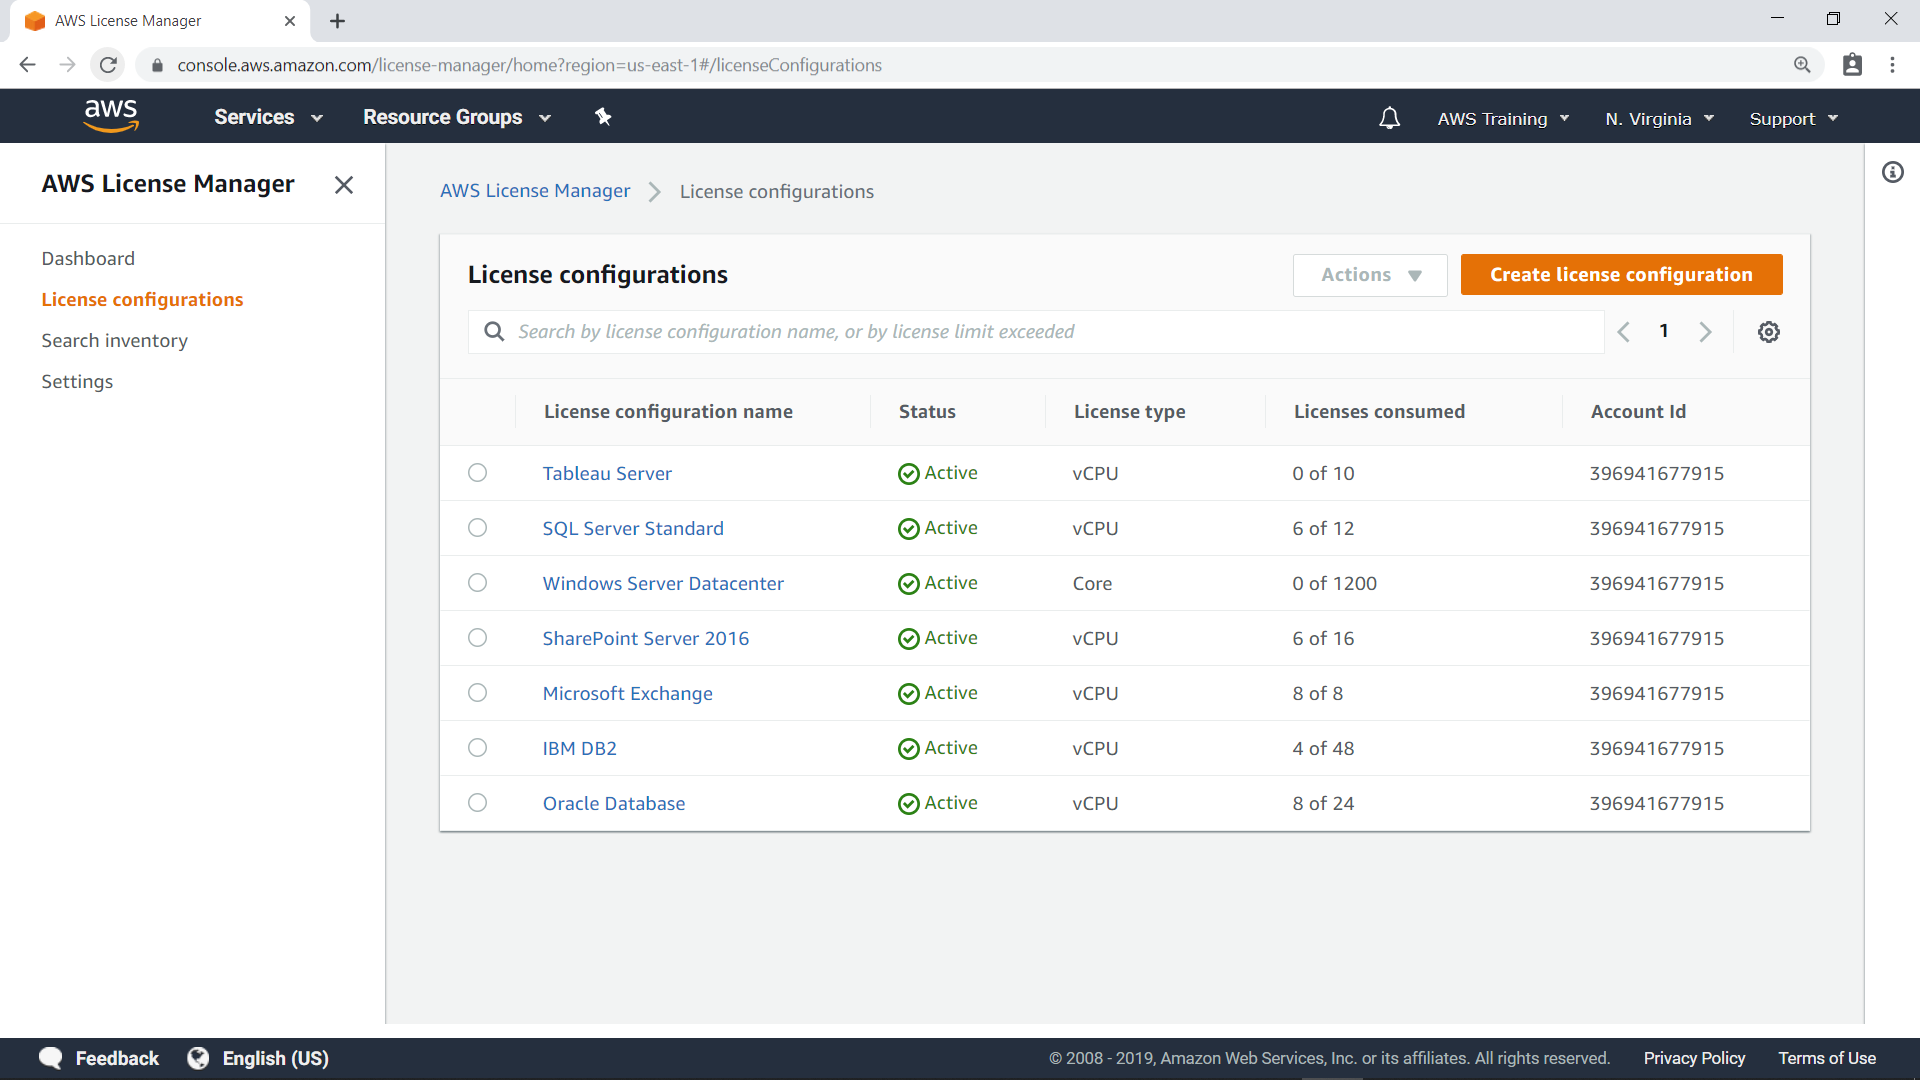 AWS License Manager
console.aws.amazon.com/license-manager/home?region=us-east-1#/licenseConfigurations
aws
Services
Resource Groups
AWS Training
N. Virginia
Support
AWS License Manager
Dashboard
License configurations
Search inventory
Settings
AWS License Manager
License configurations
License configurations
Actions
Create license configuration
Search by license configuration name, or by license limit exceeded
1
License configuration name Status License type Licenses consumed Account Id
Tableau Server Active vCPU 0 of 10 396941677915
SQL Server Standard Active vCPU 6 of 12 396941677915
Windows Server Datacenter Active Core 0 of 1200 396941677915
SharePoint Server 2016 Active vCPU 6 of 16 396941677915
Microsoft Exchange Active vCPU 8 of 8 396941677915
IBM DB2 Active vCPU 4 of 48 396941677915
Oracle Database Active vCPU 8 of 24 396941677915
Feedback
English (US)
© 2008 - 2019, Amazon Web Services, Inc. or its affiliates. All rights reserved.
Privacy Policy
Terms of Use